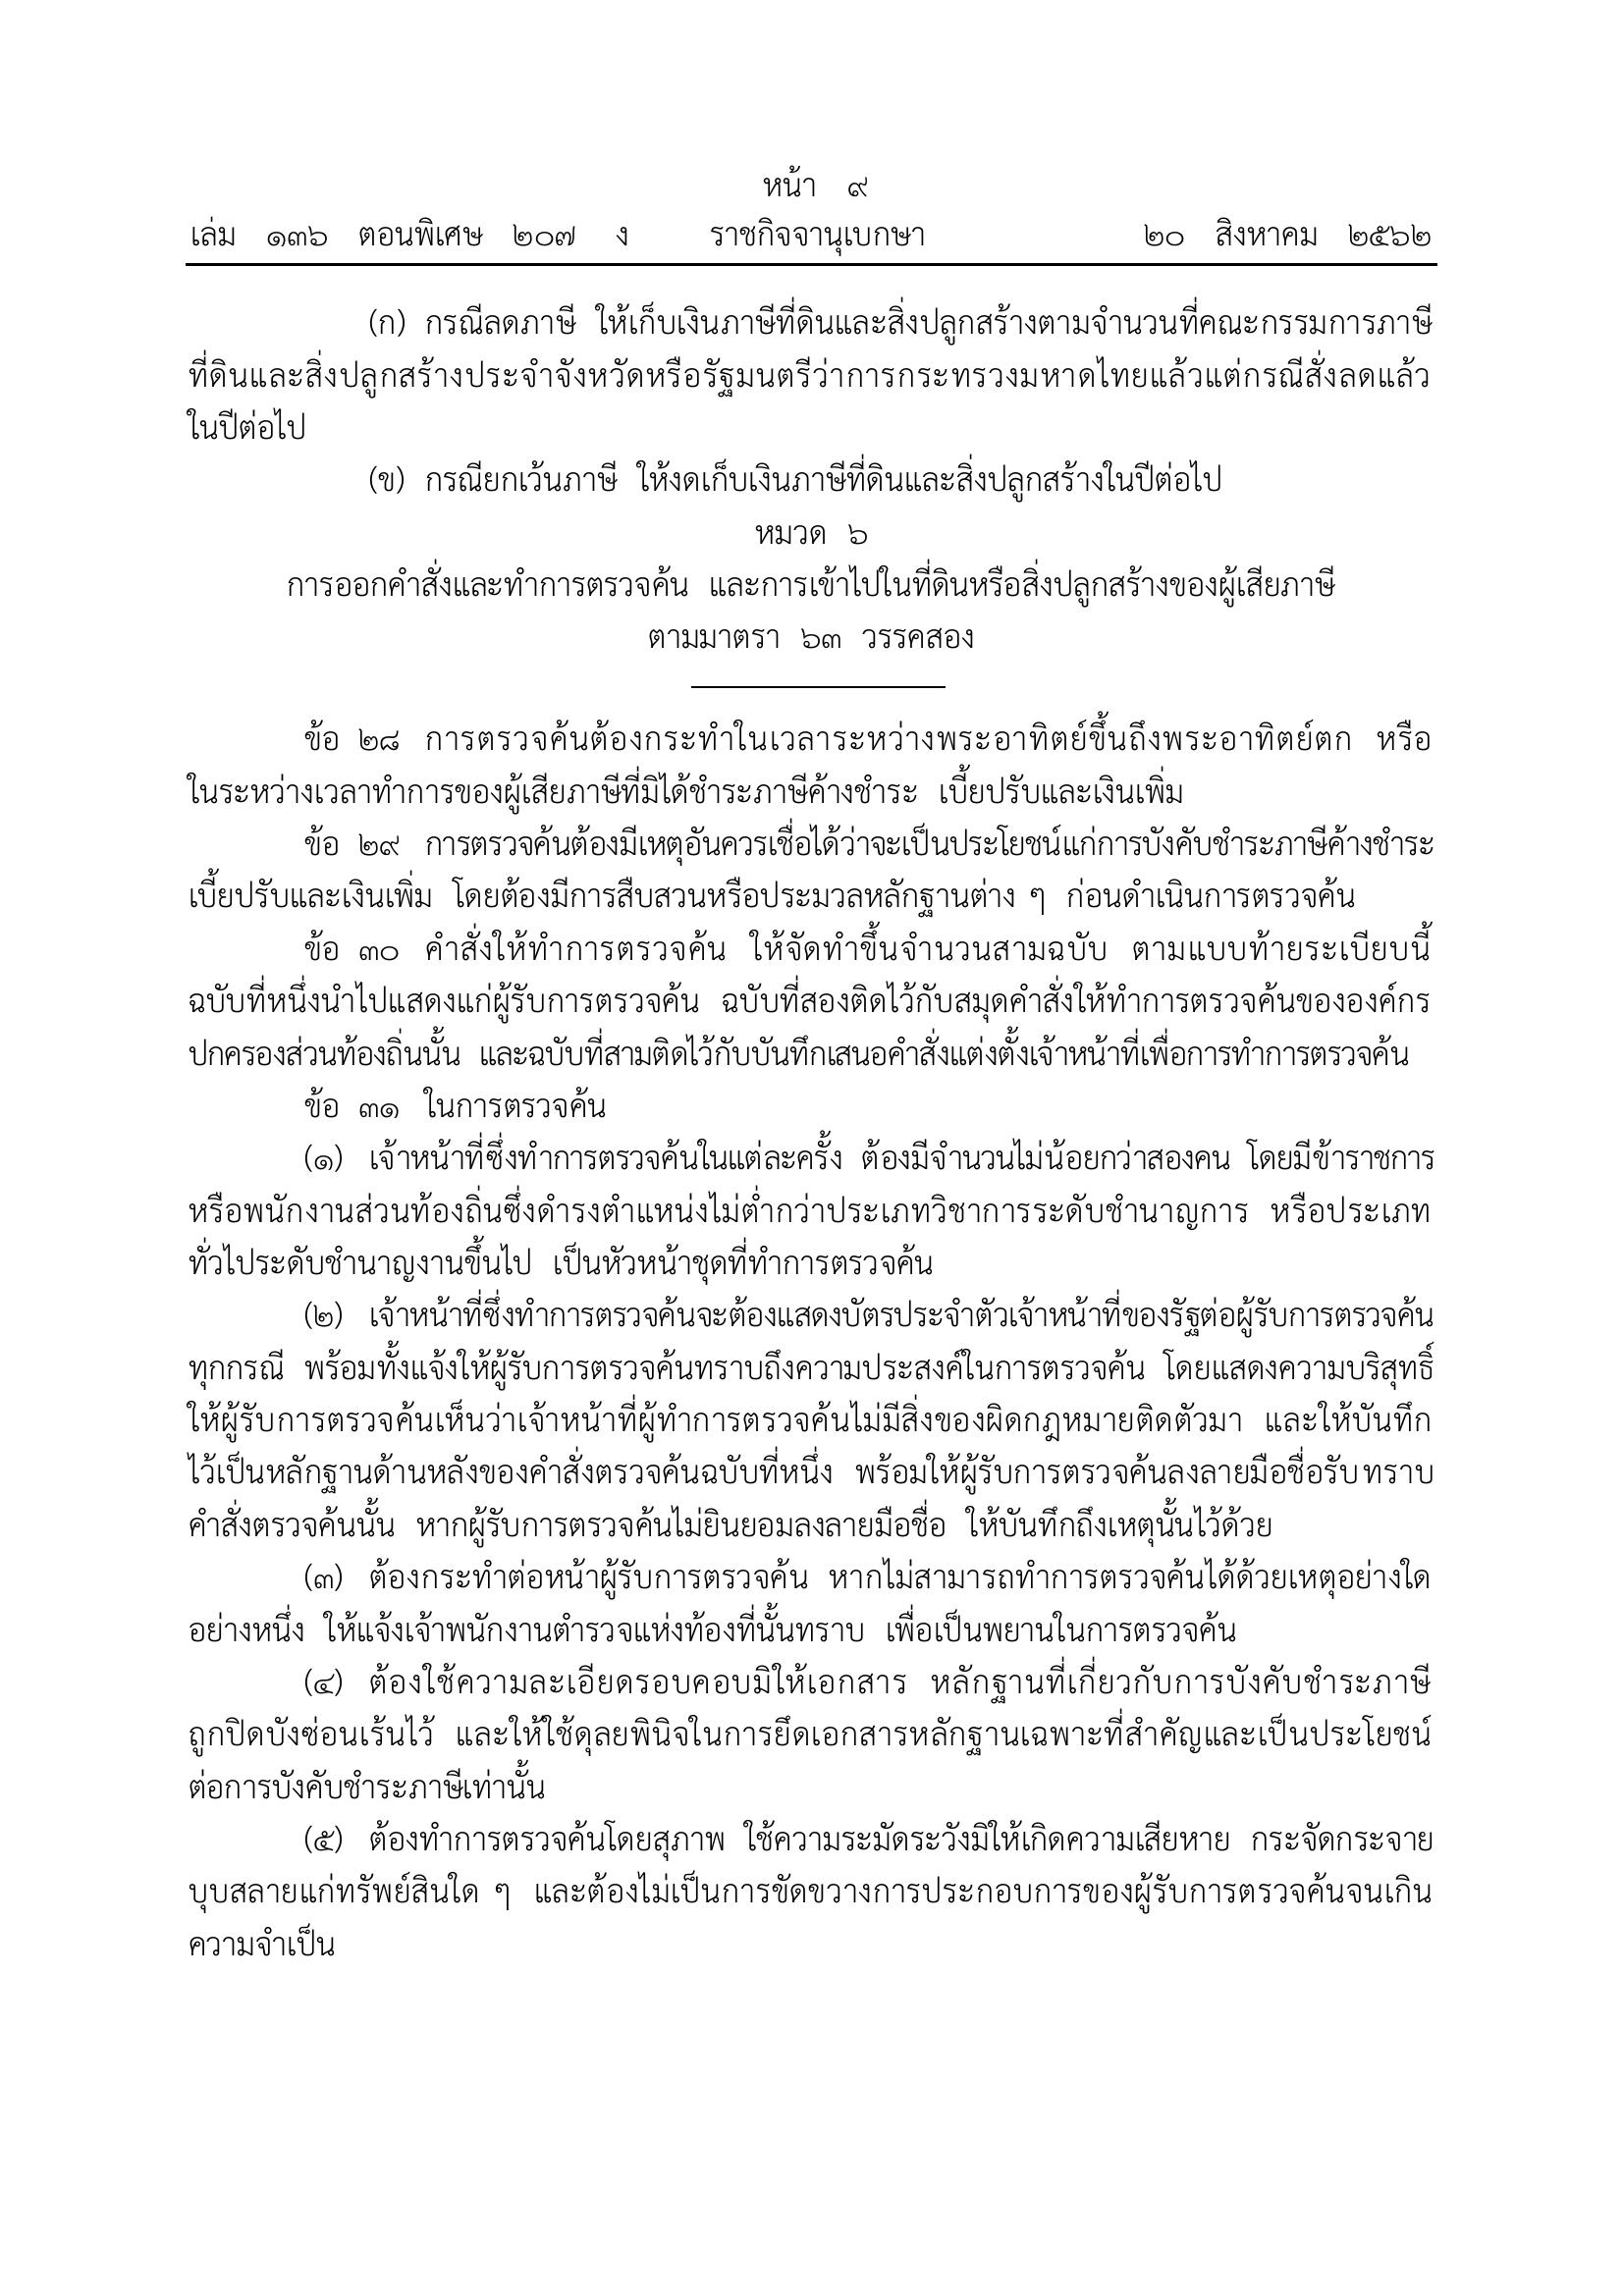 หน้า ๙
เล่ม ๑๓๖ ตอนพิเศษ ๒๐๗ ง ราชกิจจานุเบกษา ๒๐ สิงหาคม ๒๕๖๒
(ก) กรณีลดภาษี ให้เก็บเงินภาษีที่ดินและสิ่งปลูกสร้างตามจำนวนที่คณะกรรมการภาษี
ที่ดินและสิ่งปลูกสร้างประจำจังหวัดหรือรัฐมนตรีว่าการกระทรวงมหาดไทยแล้วแต่กรณีสั่งลดแล้ว
ในปีต่อไป
(ข) กรณียกเว้นภาษี ให้งดเก็บเงินภาษีที่ดินและสิ่งปลูกสร้างในปีต่อไป
หมวด ๖
การออกคำสั่งและทำการตรวจค้น และการเข้าไปในที่ดินหรือสิ่งปลูกสร้างของผู้เสียภาษี
ตามมาตรา ๖๓ วรรคสอง
ข้อ ๒๘ การตรวจค้นต้องกระทำในเวลาระหว่างพระอาทิตย์ขึ้นถึงพระอาทิตย์ตก หรือ
ในระหว่างเวลาทำการของผู้เสียภาษีที่มิได้ชำระภาษีค้างชำระ เบี้ยปรับและเงินเพิ่ม
ข้อ ๒๙ การตรวจค้นต้องมีเหตุอันควรเชื่อได้ว่าจะเป็นประโยชน์แก่การบังคับชำระภาษีค้างชำระ
เบี้ยปรับและเงินเพิ่ม โดยต้องมีการสืบสวนหรือประมวลหลักฐานต่าง ๆ ก่อนดำเนินการตรวจค้น
ข้อ ๓๐ คำสั่งให้ทำการตรวจค้น ให้จัดทำขึ้นจำนวนสามฉบับ ตามแบบท้ายระเบียบนี้
ฉบับที่หนึ่งนำไปแสดงแก่ผู้รับการตรวจค้น ฉบับที่สองติดไว้กับสมุดคำสั่งให้ทำการตรวจค้นขององค์กร
ปกครองส่วนท้องถิ่นนั้น และฉบับที่สามติดไว้กับบันทึกเสนอคำสั่งแต่งตั้งเจ้าหน้าที่เพื่อการทำการตรวจค้น
ข้อ ๓๑ ในการตรวจค้น
(๑) เจ้าหน้าที่ซึ่งทำการตรวจค้นในแต่ละครั้ง ต้องมีจำนวนไม่น้อยกว่าสองคน โดยมีข้าราชการ
หรือพนักงานส่วนท้องถิ่นซึ่งดำรงตำแหน่งไม่ต่ำกว่าประเภทวิชาการระดับชำนาญการ หรือประเภท
ทั่วไประดับชำนาญงานขึ้นไป เป็นหัวหน้าชุดที่ทำการตรวจค้น
(๒) เจ้าหน้าที่ซึ่งทำการตรวจค้นจะต้องแสดงบัตรประจำตัวเจ้าหน้าที่ของรัฐต่อผู้รับการตรวจค้น
ทุกกรณี พร้อมทั้งแจ้งให้ผู้รับการตรวจค้นทราบถึงความประสงค์ในการตรวจค้น โดยแสดงความบริสุทธิ์
ให้ผู้รับการตรวจค้นเห็นว่าเจ้าหน้าที่ผู้ทำการตรวจค้นไม่มีสิ่งของผิดกฎหมายติดตัวมา และให้บันทึก
ไว้เป็นหลักฐานด้านหลังของคำสั่งตรวจค้นฉบับที่หนึ่ง พร้อมให้ผู้รับการตรวจค้นลงลายมือชื่อรับทราบ
คำสั่งตรวจค้นนั้น หากผู้รับการตรวจค้นไม่ยินยอมลงลายมือชื่อ ให้บันทึกถึงเหตุนั้นไว้ด้วย
(๓) ต้องกระทำต่อหน้าผู้รับการตรวจค้น หากไม่สามารถทำการตรวจค้นได้ด้วยเหตุอย่างใด
อย่างหนึ่ง ให้แจ้งเจ้าพนักงานตำรวจแห่งท้องที่นั้นทราบ เพื่อเป็นพยานในการตรวจค้น
(๔) ต้องใช้ความละเอียดรอบคอบมิให้เอกสาร หลักฐานที่เกี่ยวกับการบังคับชำระภาษี
ถูกปิดบังซ่อนเร้นไว้ และให้ใช้ดุลยพินิจในการยึดเอกสารหลักฐานเฉพาะที่สำคัญและเป็นประโยชน์
ต่อการบังคับชำระภาษีเท่านั้น
(๕) ต้องทำการตรวจค้นโดยสุภาพ ใช้ความระมัดระวังมิให้เกิดความเสียหาย กระจัดกระจาย
บุบสลายแก่ทรัพย์สินใด ๆ และต้องไม่เป็นการขัดขวางการประกอบการของผู้รับการตรวจค้นจนเกิน
ความจำเป็น